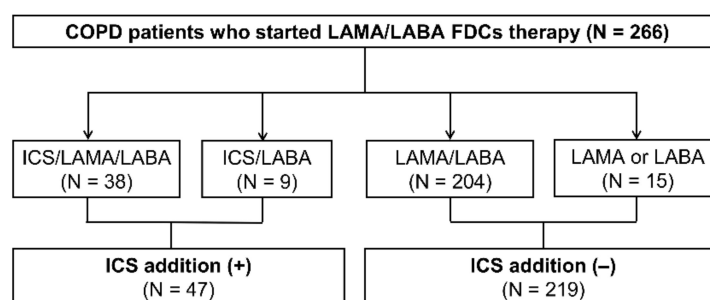 COPD patients who started LAMA/LABA FDCs therapy (N = 266)
ICS/LAMA/LABA
(N = 38)
ICS/LABA
(N = 9)
LAMA/LABA
(N = 204)
LAMA or LABA
(N = 15)
ICS addition (+)
(N = 47)
ICS addition (–)
(N = 219)